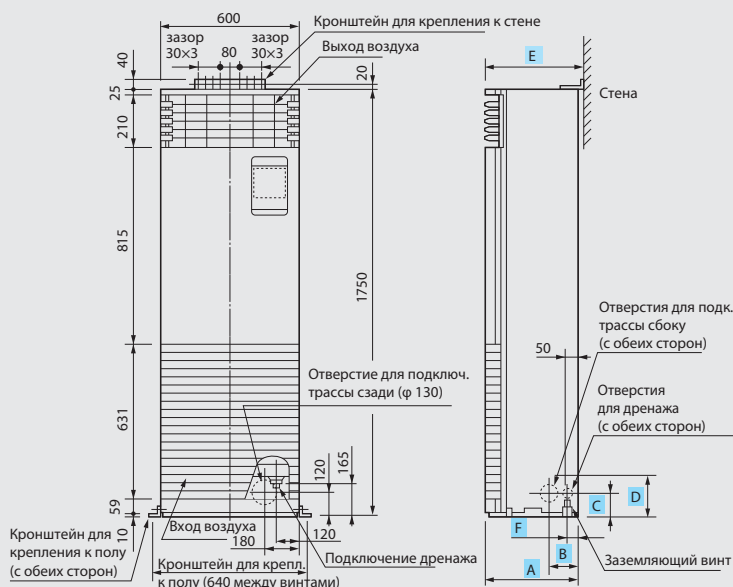 600
Кронштейн для крепления к стене
зазор
30×3
80
зазор
30×3
Выход воздуха
40
25
20
E
Стена
210
815
1750
Отверстия для подк.
трассы сбоку
(с обеих сторон)
50
Отверстие для подключ.
трассы сзади (φ 130)
Отверстия
для дренажа
(с обеих сторон)
631
120
165
D
C
59
10
Вход воздуха
120
180
F
B
A
Кронштейн для
крепления к полу
(с обеих сторон)
Подключение дренажа
Заземляющий винт
Кронштейн для крепл.
к полу (640 между винтами)